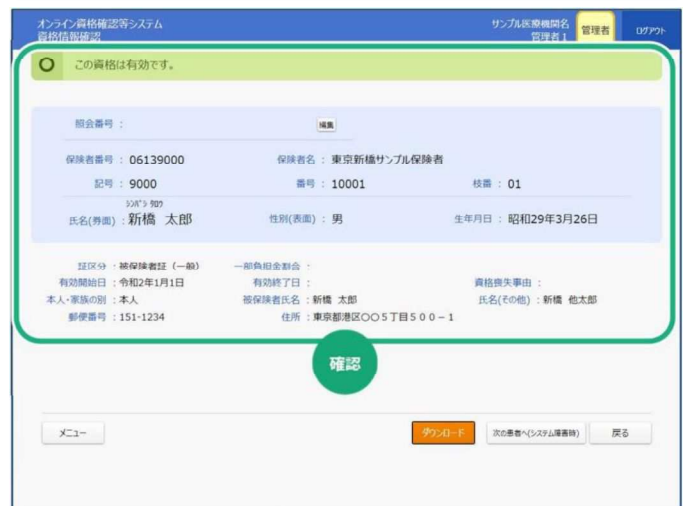 オンライン資格確認等システム
資格情報確認
サンプル医療機関名
管理者1
管理者
ログアウト
この資格は有効です。
照会番号 :
編集
保険者番号 : 06139000 保険者名 : 東京新橋サンプル保険者
記号 : 9000 番号 : 10001 枝番 : 01
シンバシ タロウ
氏名(券面) : 新橋 太郎 性別(表面) : 男 生年月日 : 昭和29年3月26日
証区分 : 被保険者証（一般） 一部負担金割合 :
有効開始日 : 令和2年1月1日 有効終了日 : 資格喪失事由 :
本人・家族の別 : 本人 被保険者氏名 : 新橋 太郎 氏名(その他) : 新橋 他太郎
郵便番号 : 151-1234 住所 : 東京都港区〇〇５丁目５００－１
確認
メニュー
ダウンロード
次の患者へ(システム障害時)
戻る